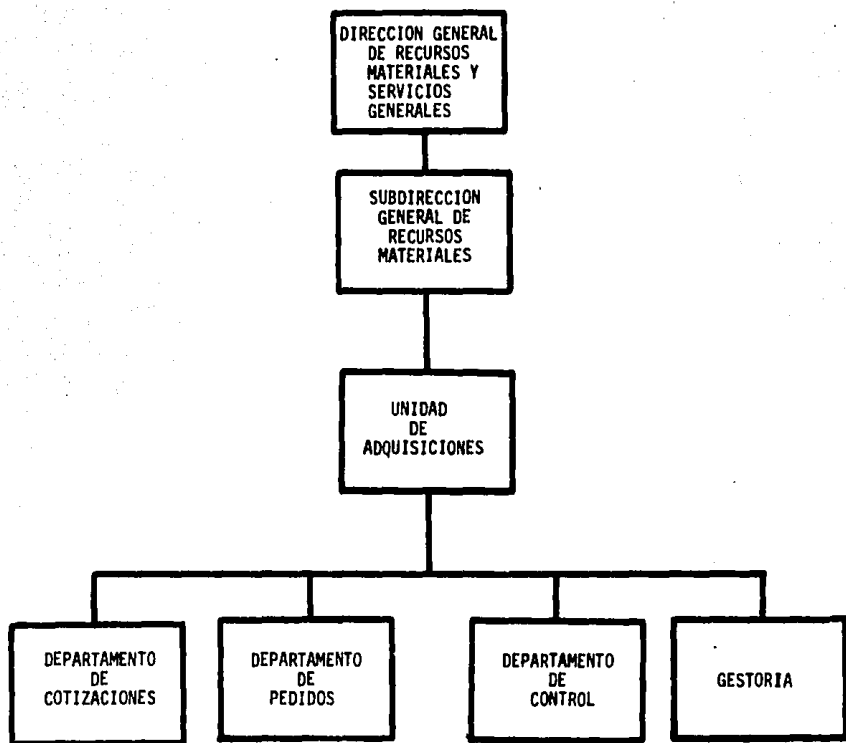 DIRECCION GENERAL
DE RECURSOS
MATERIALES Y
SERVICIOS
GENERALES
SUBDIRECCION
GENERAL DE
RECURSOS
MATERIALES
UNIDAD
DE
ADQUISICIONES
DEPARTAMENTO
DE
COTIZACIONES
DEPARTAMENTO
DE
PEDIDOS
DEPARTAMENTO
DE
CONTROL
GESTORIA